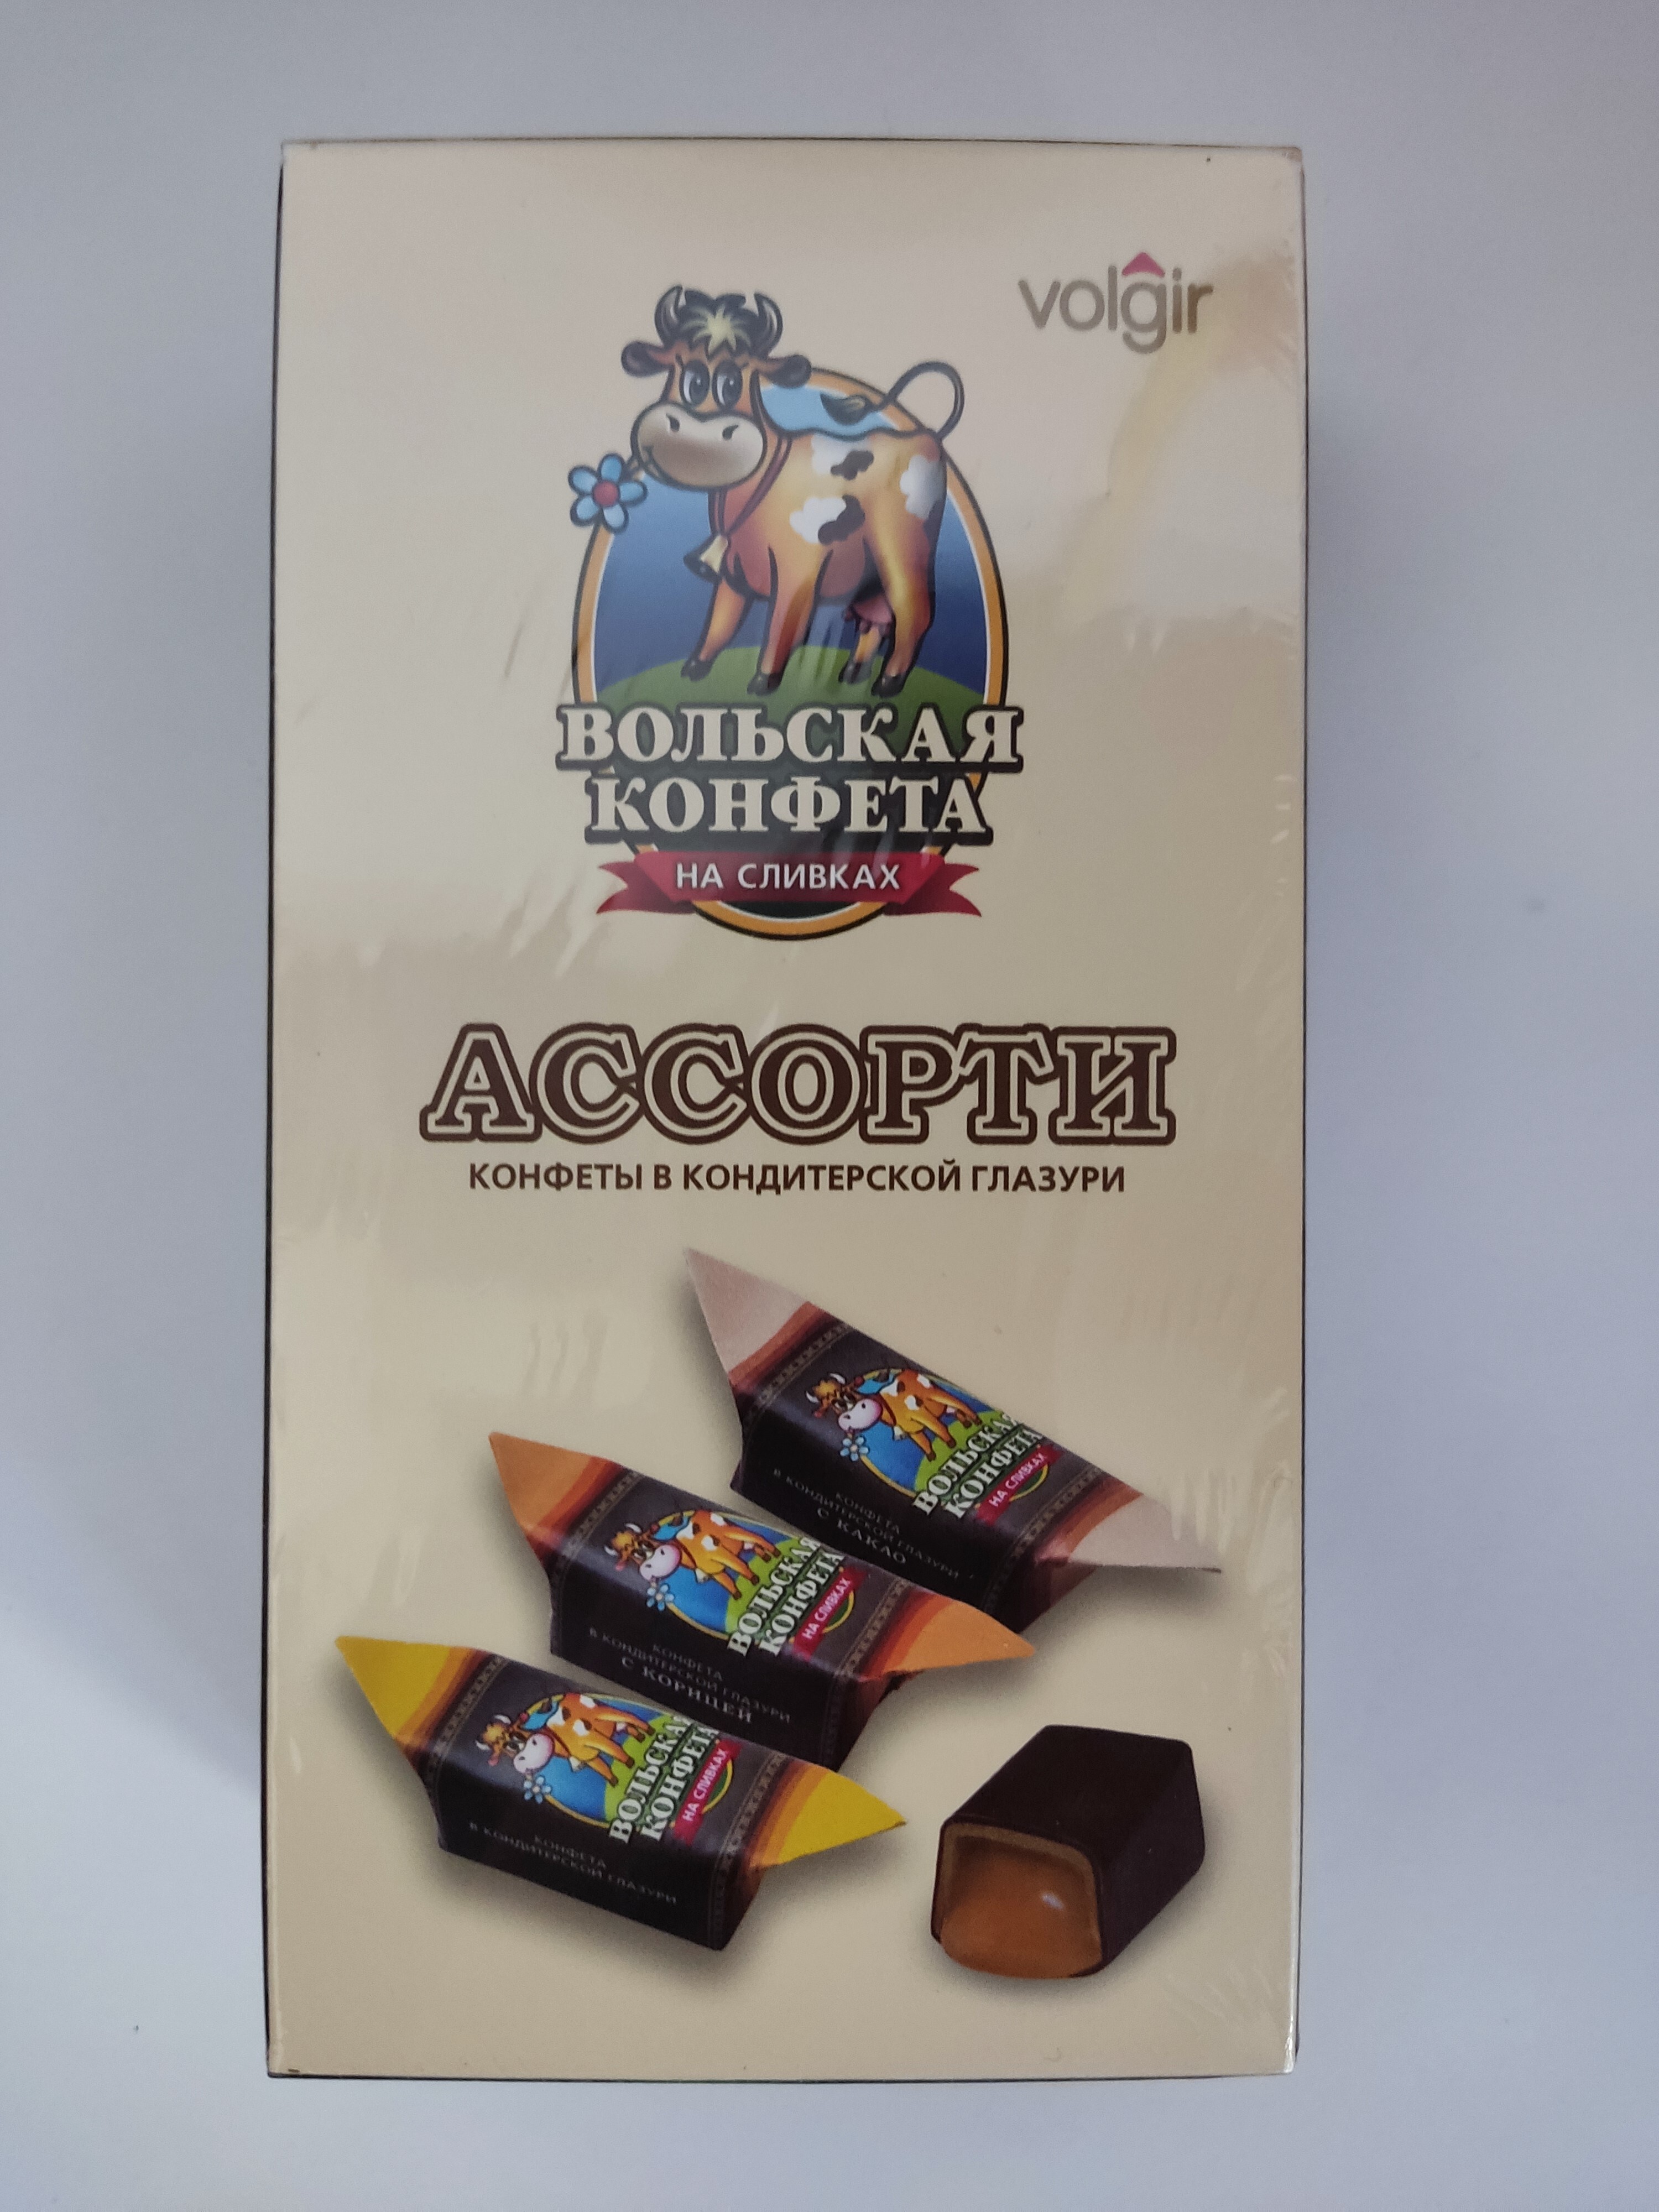 volgir
ВОЛЬСКАЯ
КОНФЕТА
НА СЛИВКАХ
АССОРТИ
КОНФЕТЫ В КОНДИТЕРСКОЙ ГЛАЗУРИ
ВОЛЬСКАЯ
КОНФЕТА
НА СЛИВКАХ
КОНФЕТА
В КОНДИТЕРСКОЙ ГЛАЗУРИ
С КАКАО
ВОЛЬСКАЯ
КОНФЕТА
НА СЛИВКАХ
КОНФЕТА
В КОНДИТЕРСКОЙ ГЛАЗУРИ
С КОРИЦЕЙ
ВОЛЬСКАЯ
КОНФЕТА
НА СЛИВКАХ
КОНФЕТА
В КОНДИТЕРСКОЙ ГЛАЗУРИ